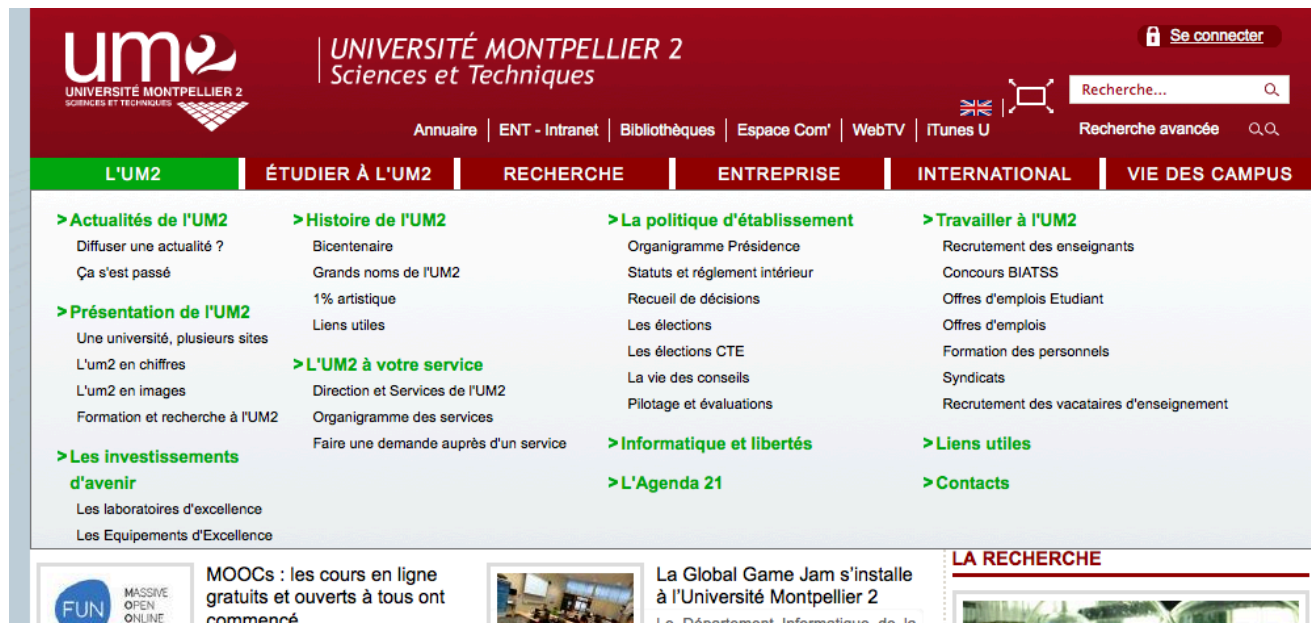 um2
UNIVERSITÉ MONTPELLIER 2
SCIENCES ET TECHNIQUES
UNIVERSITÉ MONTPELLIER 2
Sciences et Techniques
Se connecter
Recherche...
Annuaire | ENT - Intranet | Bibliothèques | Espace Com' | WebTV | iTunes U
Recherche avancée
L'UM2
ÉTUDIER À L'UM2
RECHERCHE
ENTREPRISE
INTERNATIONAL
VIE DES CAMPUS
> Actualités de l'UM2
Diffuser une actualité ?
Ça s'est passé
> Présentation de l'UM2
Une université, plusieurs sites
L'um2 en chiffres
L'um2 en images
Formation et recherche à l'UM2
> Les investissements
d'avenir
Les laboratoires d'excellence
Les Equipements d'Excellence
> Histoire de l'UM2
Bicentenaire
Grands noms de l'UM2
1% artistique
Liens utiles
> L'UM2 à votre service
Direction et Services de l'UM2
Organigramme des services
Faire une demande auprès d'un service
> La politique d'établissement
Organigramme Présidence
Statuts et réglement intérieur
Recueil de décisions
Les élections
Les élections CTE
La vie des conseils
Pilotage et évaluations
> Informatique et libertés
> L'Agenda 21
> Travailler à l'UM2
Recrutement des enseignants
Concours BIATSS
Offres d'emplois Etudiant
Offres d'emplois
Formation des personnels
Syndicats
Recrutement des vacataires d'enseignement
> Liens utiles
> Contacts
FUN
MASSIVE
OPEN
ONLINE
MOOCs : les cours en ligne
gratuits et ouverts à tous ont
commencé
La Global Game Jam s'installe
à l'Université Montpellier 2
Le Département Informatique de la
LA RECHERCHE